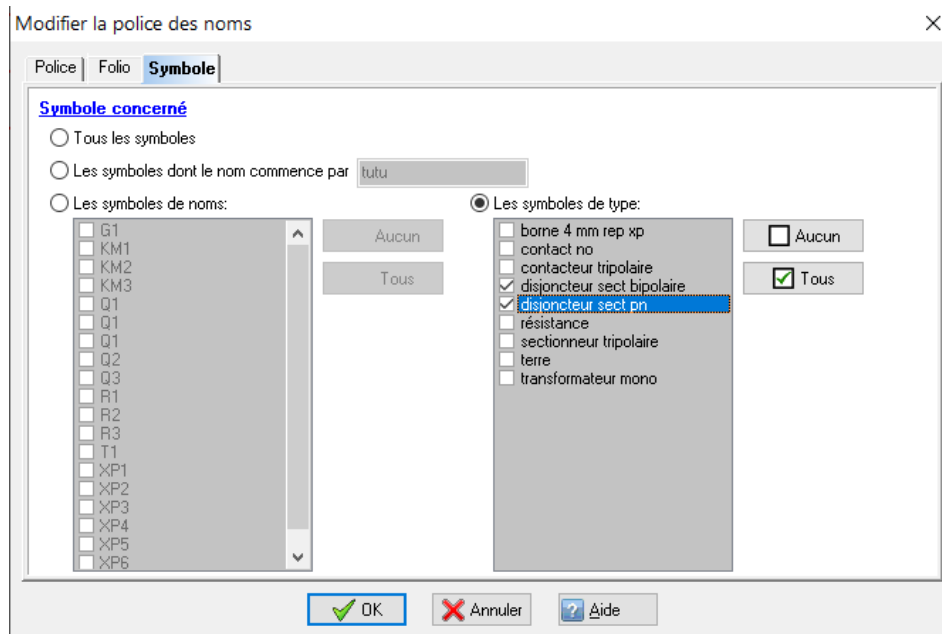 Modifier la police des noms
Police Folio Symbole
Symbole concerné
Tous les symboles
Les symboles dont le nom commence par tutu
Les symboles de noms:
G1
KM1
KM2
KM3
Q1
Q1
Q1
Q2
Q3
R1
R2
R3
T1
XP1
XP2
XP3
XP4
XP5
XP6
Aucun
Tous
Les symboles de type:
borne 4 mm rep xp
contact no
contacteur tripolaire
disjoncteur sect bipolaire
disjoncteur sect pn
résistance
sectionneur tripolaire
terre
transformateur mono
Aucun
Tous
OK Annuler Aide